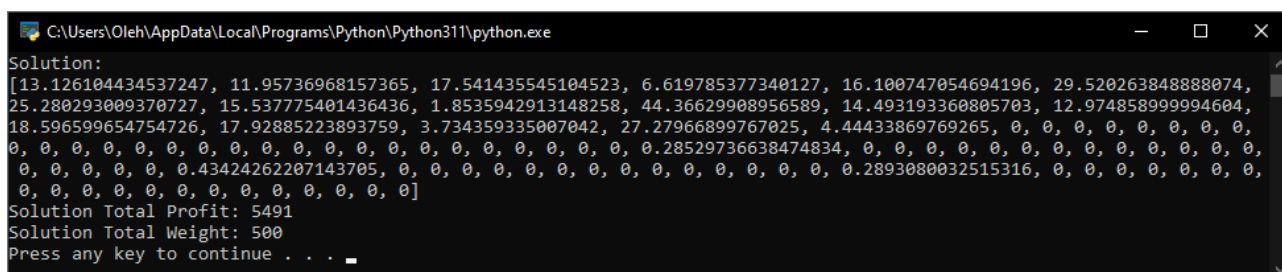 C:\Users\Oleh\AppData\Local\Programs\Python\Python311\python.exe
Solution:
[13.126104434537247, 11.95736968157365, 17.541435545104523, 6.619785377340127, 16.100747054694196, 29.520263848888074,
25.280293009370727, 15.537775401436436, 1.8535942913148258, 44.36629908956589, 14.493193360805703, 12.974858999994604,
18.596599654754726, 17.92885223893759, 3.734359335007042, 27.27966899767025, 4.44433869769265, 0, 0, 0, 0, 0, 0, 0, 0,
0, 0, 0, 0, 0, 0, 0, 0, 0, 0, 0, 0, 0, 0, 0, 0, 0, 0, 0, 0, 0.28529736638474834, 0, 0, 0, 0, 0, 0, 0, 0, 0, 0, 0, 0, 0,
0, 0, 0, 0, 0, 0.43424262207143705, 0, 0, 0, 0, 0, 0, 0, 0, 0, 0, 0, 0, 0, 0, 0.2893080032515316, 0, 0, 0, 0, 0, 0, 0,
0, 0, 0, 0, 0, 0, 0, 0, 0, 0, 0, 0, 0]
Solution Total Profit: 5491
Solution Total Weight: 500
Press any key to continue . . .